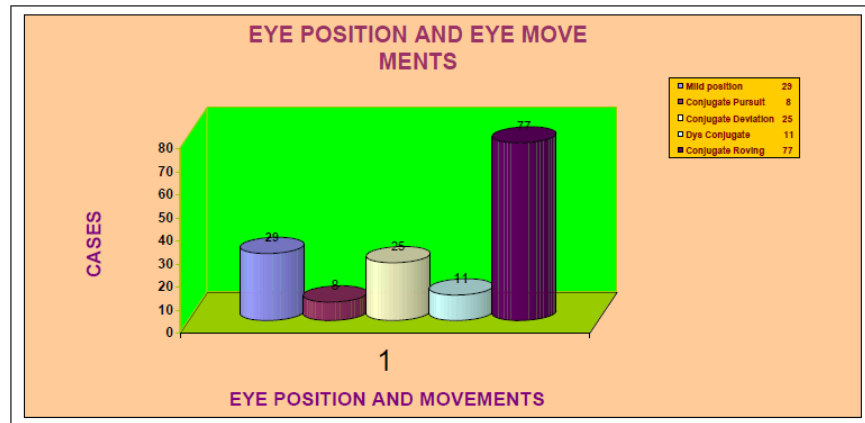 EYE POSITION AND EYE MOVE
MENTS
Mild position 29
Conjugate Pursuit 8
Conjugate Deviation 25
Dys Conjugate 11
Conjugate Roving 77
80
70
60
50
40
30
20
10
0
CASES
29
8
25
11
77
1
EYE POSITION AND MOVEMENTS